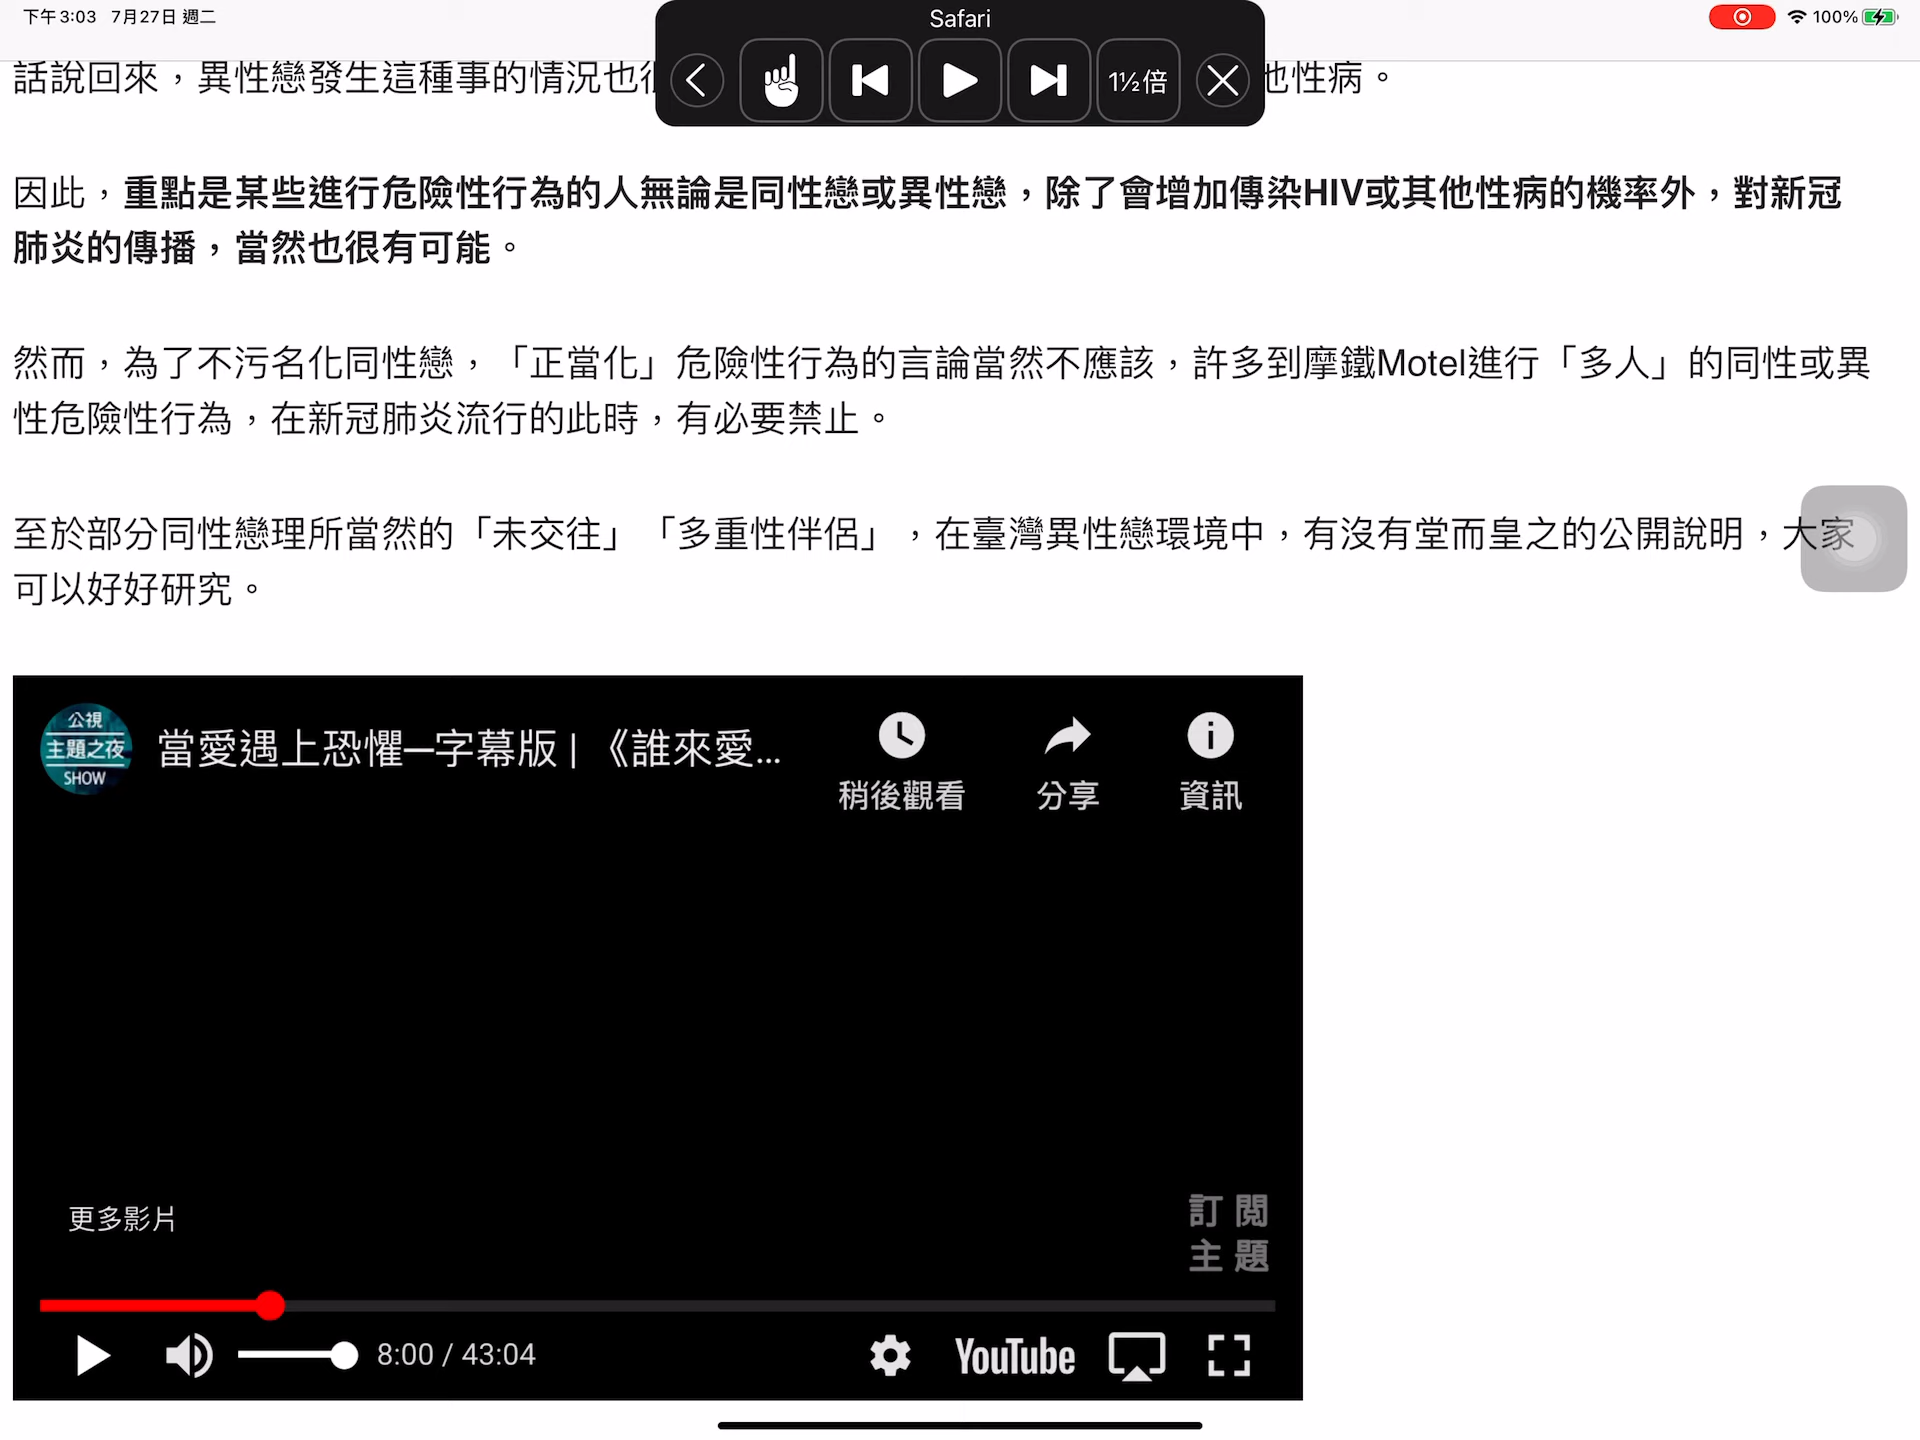 下午3:03 7月27日 週二
Safari
100%
話說回來，異性戀發生這種事的情況也
1½倍
也性病。
因此，重點是某些進行危險性行為的人無論是同性戀或異性戀，除了會增加傳染HIV或其他性病的機率外，對新冠
肺炎的傳播，當然也很有可能。
然而，為了不污名化同性戀，「正當化」危險性行為的言論當然不應該，許多到摩鐵Motel進行「多人」的同性或異
性危險性行為，在新冠肺炎流行的此時，有必要禁止。
至於部分同性戀理所當然的「未交往」「多重性伴侶」，在臺灣異性戀環境中，有沒有堂而皇之的公開說明，大家
可以好好研究。
公視
主題之夜
SHOW
當愛遇上恐懼—字幕版 | 《誰來愛...
稍後觀看
分享
資訊
更多影片
訂閱
主題
8:00 / 43:04
YouTube